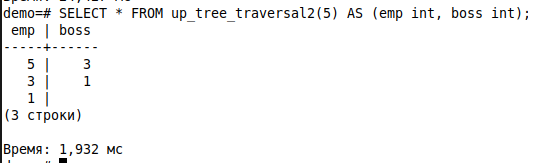 demo=# SELECT * FROM up_tree_traversal2(5) AS (emp int, boss int);
 emp | boss
-----+------
   5 |    3
   3 |    1
   1 |
(3 строки)
Время: 1,932 мс